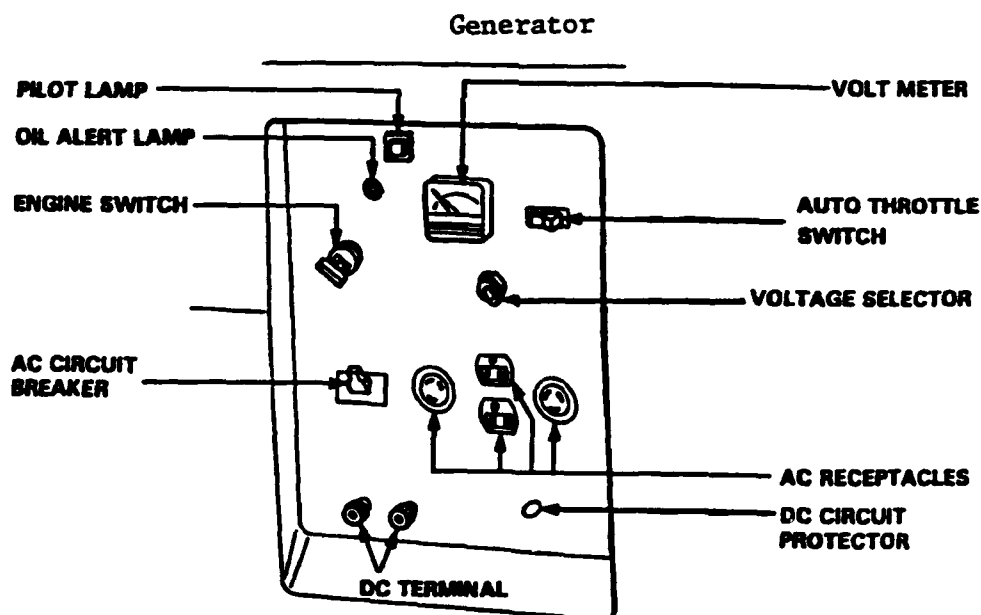 Generator
PILOT LAMP
OIL ALERT LAMP
ENGINE SWITCH
AC CIRCUIT
BREAKER
DC TERMINAL
VOLT METER
AUTO THROTTLE
SWITCH
VOLTAGE SELECTOR
AC RECEPTACLES
DC CIRCUIT
PROTECTOR